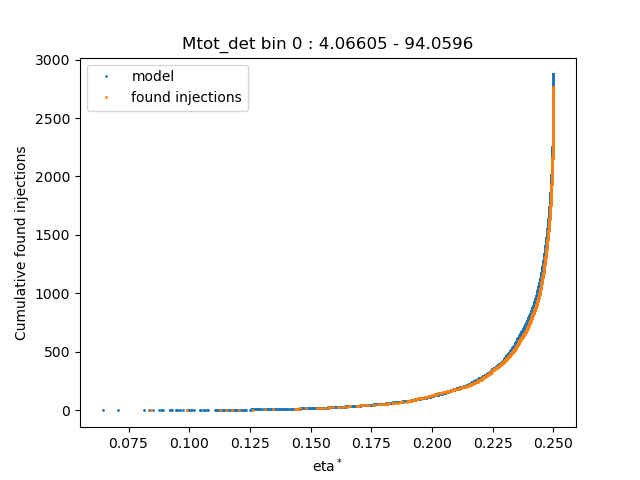 Mtot_det bin 0 : 4.06605 - 94.0596
model
found injections
Cumulative found injections
3000
2500
2000
1500
1000
500
0
0.075 0.100 0.125 0.150 0.175 0.200 0.225 0.250
eta*